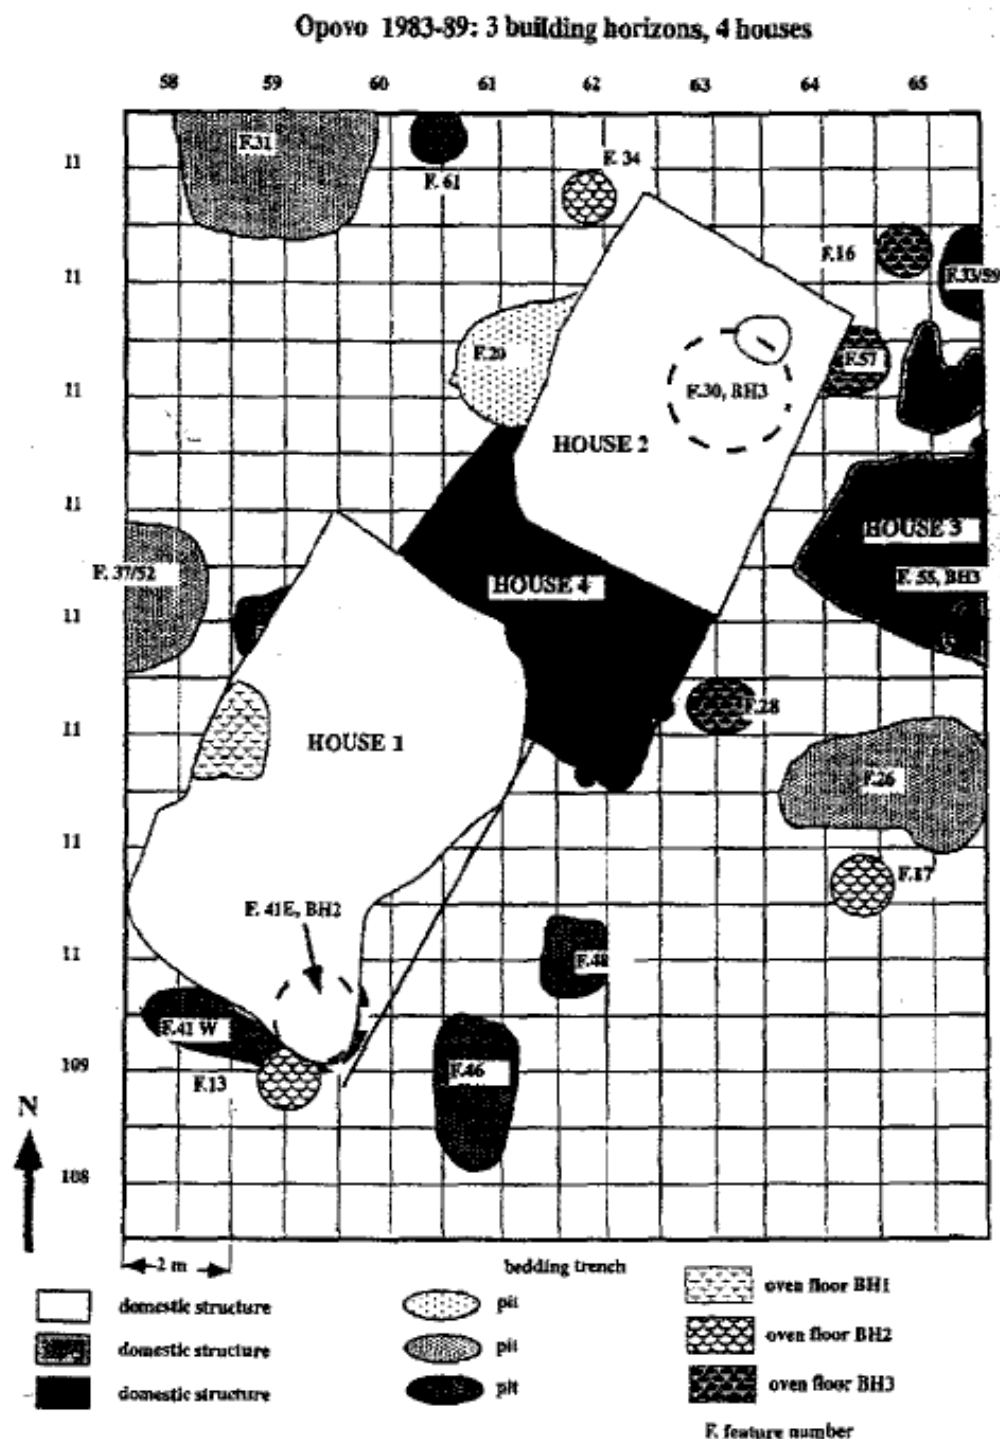 Opovo 1983-89: 3 building horizons, 4 houses
58 59 60 61 62 63 64 65
F.31
11
F. 61
F. 34
F.16
11
F.33/59
F.20
F.57
11
F.30, BH3
HOUSE 2
11
HOUSE 3
F. 37/52
HOUSE 4
F. 55, BH3
11
F.28
11
HOUSE 1
F.26
11
F.17
F. 41E, BH2
11
F.48
F.41 W
109
F.46
F.13
N
108
2 m
bedding trench
domestic structure
pit
oven floor BH1
domestic structure
pit
oven floor BH2
domestic structure
pit
oven floor BH3
F. feature number